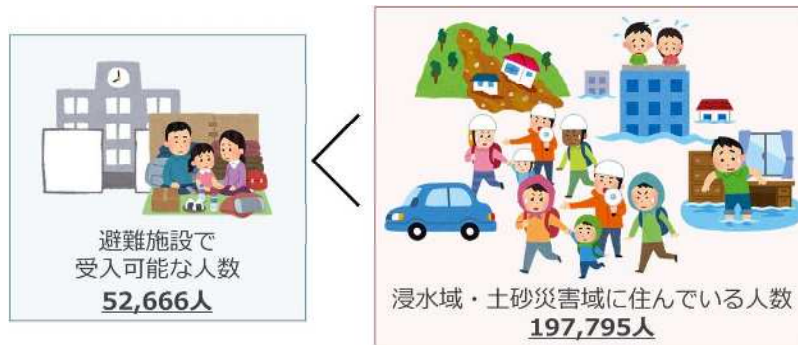 避難施設で
受入可能な人数
52,666人
浸水域・土砂災害域に住んでいる人数
197,795人